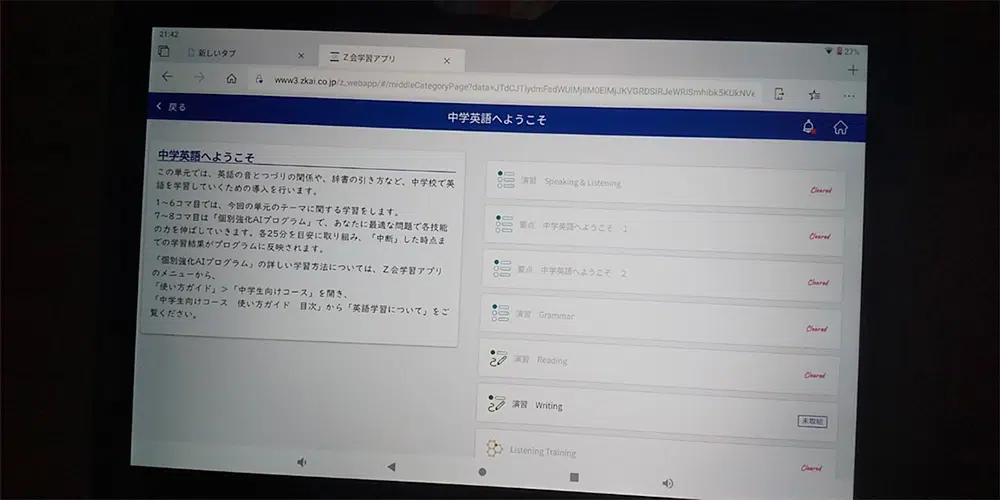 21:42
27%
新しいタブ
Z会学習アプリ
戻る
中学英語へようこそ
中学英語へようこそ
この単元では、英語の音とつづりの関係や、辞書の引き方など、中学校で英
語を学習していくための導入を行います。
1～6コマ目では、今回の単元のテーマに関する学習をします。
7～8コマ目は「個別強化AIプログラム」で、あなたに最適な問題で各技能
の力を伸ばしていきます。各25分を目安に取り組み、「中断」した時点ま
での学習結果がプログラムに反映されます。
「個別強化AIプログラム」の詳しい学習方法については、Z会学習アプリ
のメニューから、
「使い方ガイド」＞「中学生向けコース」を開き、
「中学生向けコース　使い方ガイド　目次」から「英語学習について」をご
覧ください。
演習 Speaking & Listening
Cleared
要点 中学英語へようこそ 1
Cleared
要点 中学英語へようこそ 2
Cleared
演習 Grammar
Cleared
演習 Reading
Cleared
演習 Writing
未取組
Listening Training
Cleared